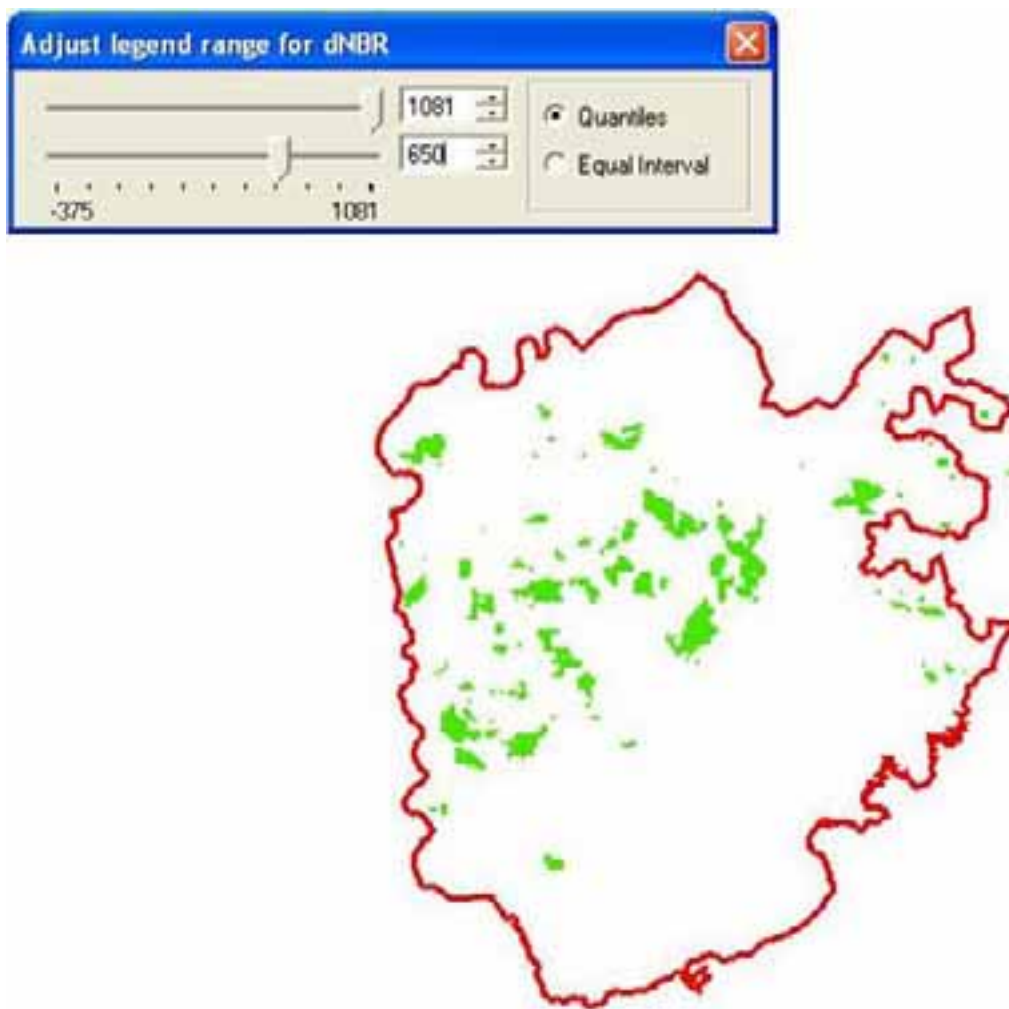 Adjust legend range for dNBR
1081
Quantiles
650
Equal Interval
-375 1081